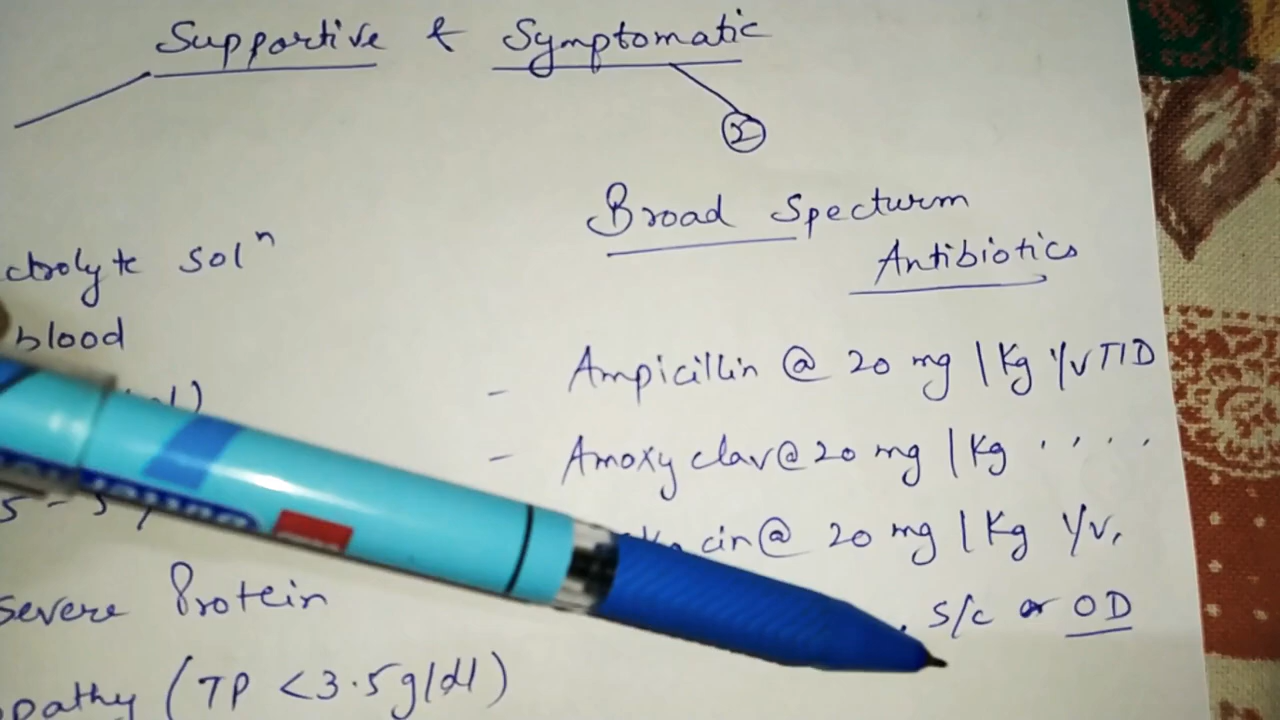 Supportive & Symptomatic
2
Broad Specturm
Antibiotics
ctrolyte solⁿ
blood
- Ampicillin @ 20 mg / Kg I/v TID
- Amoxy clav @ 20 mg / Kg ' ' ' '
cin @ 20 mg / Kg I/v,
S/c or OD
severe Protein
pathy (TP < 3.5 g/dl)